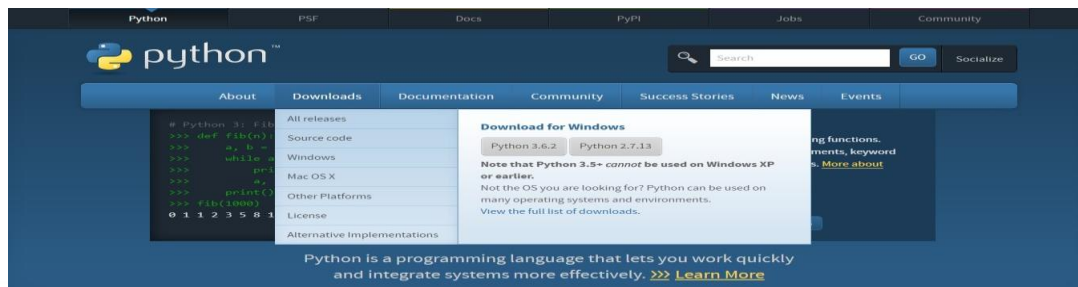 Python PSF Docs PyPI Jobs Community
python™
Search GO Socialize
About Downloads Documentation Community Success Stories News Events
# Python 3: Fib
>>> def fib(n):
>>> a, b =
>>> while a
>>> pri
>>> a,
>>> print()
>>> fib(1000)
0 1 1 2 3 5 8 1
All releases
Source code
Windows
Mac OS X
Other Platforms
License
Alternative Implementations
Download for Windows
Python 3.6.2 Python 2.7.13
Note that Python 3.5+ cannot be used on Windows XP
or earlier.
Not the OS you are looking for? Python can be used on
many operating systems and environments.
View the full list of downloads.
ng functions.
ments, keyword
s. More about
Python is a programming language that lets you work quickly
and integrate systems more effectively. >>> Learn More